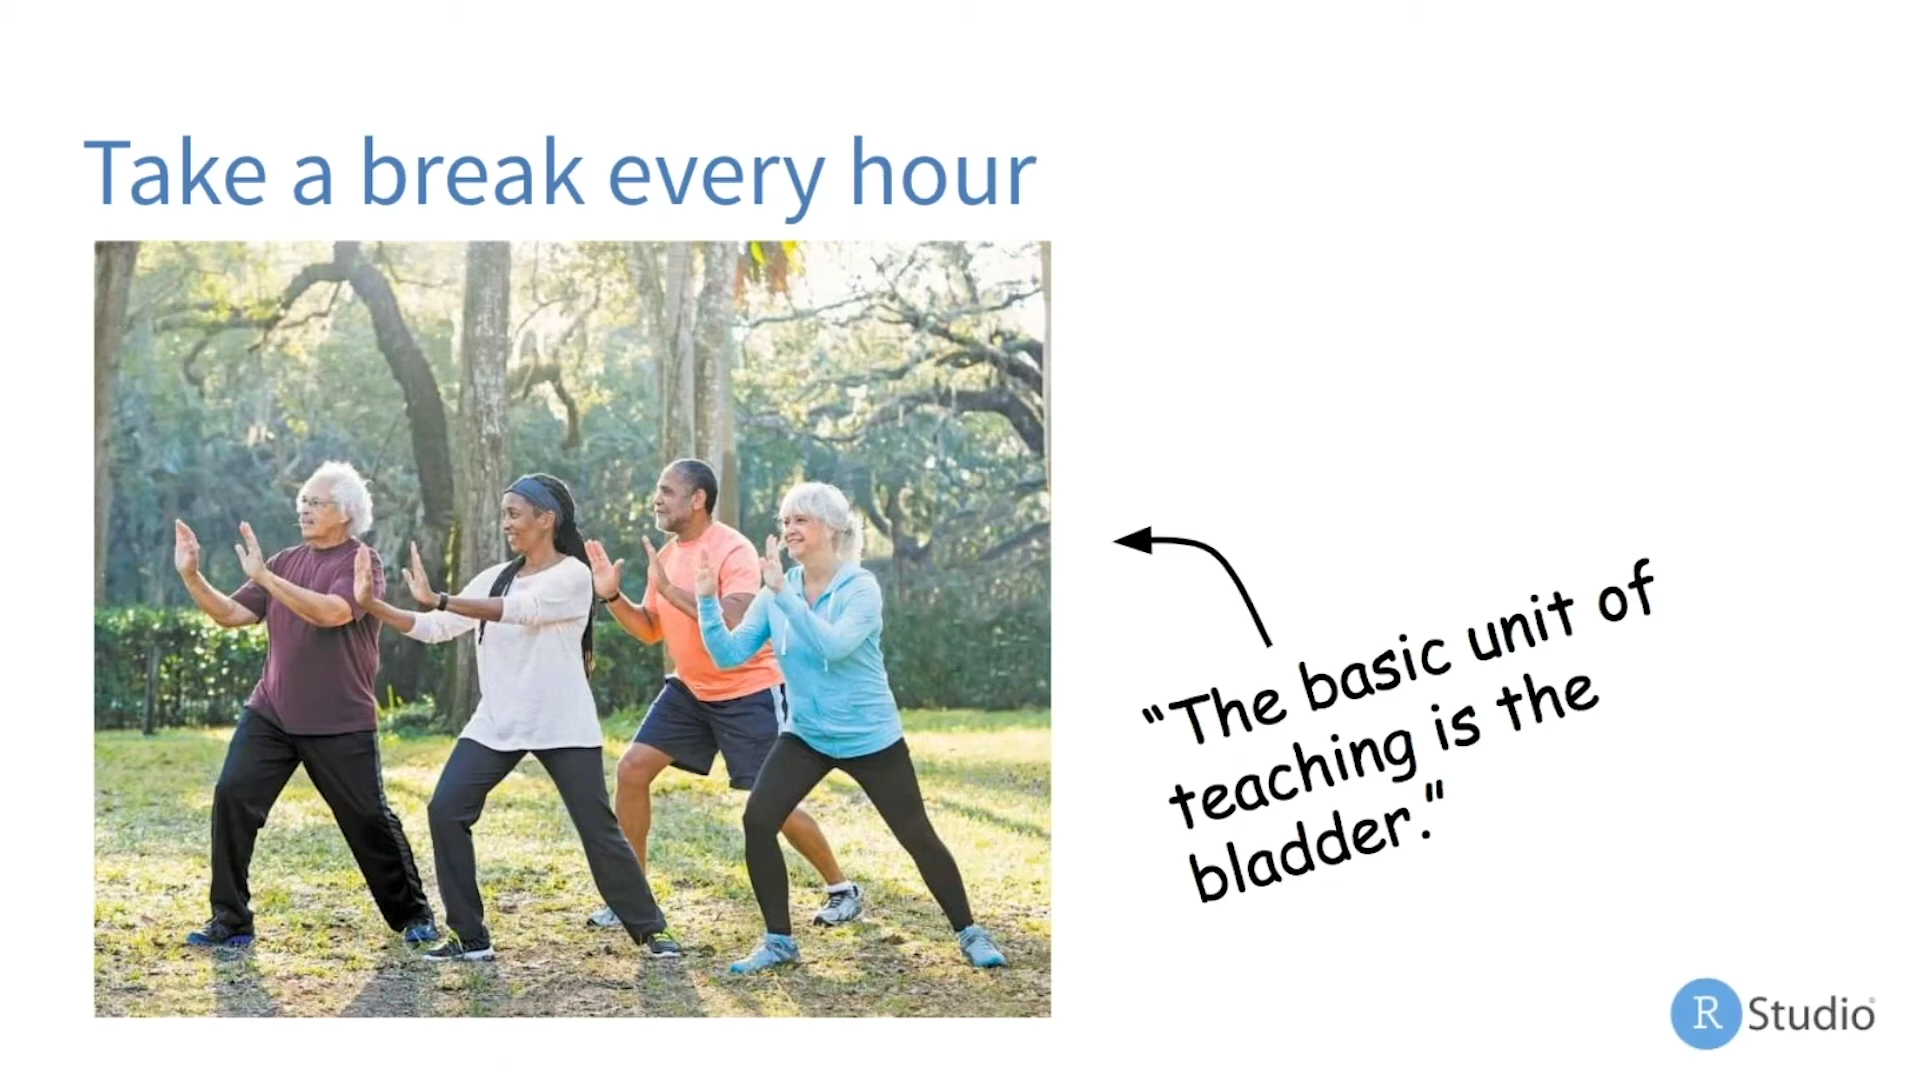 Take a break every hour
"The basic unit of
teaching is the
bladder."
R Studio